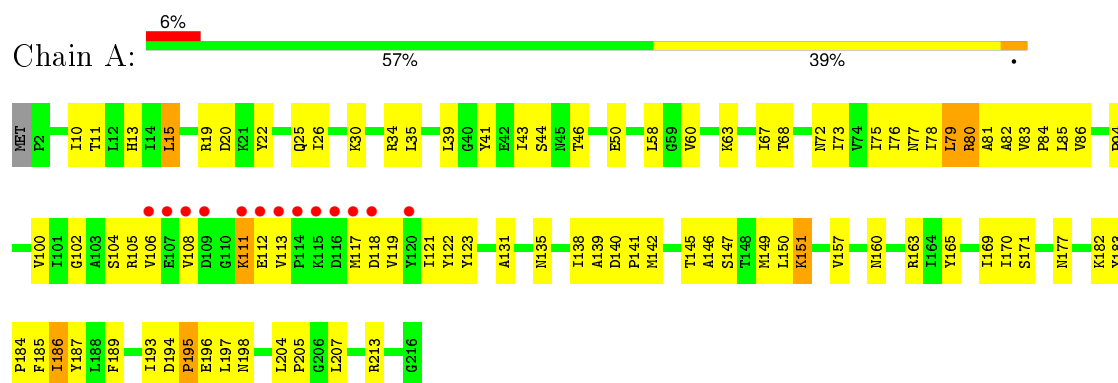 6%
Chain A:
57% 39% •
MET P2 I10 T11 L12 H13 I14 L15 R19 D20 K21 Y22 Q25 I26 K30 R34 L35 L39 G40 Y41 E42 I43 S44 N45 T46 E50 L58 G59 V60 K63 I67 T68 N72 I73 V74 I75 I76 N77 I78 L79 R80 A81 A82 V83 P84 L85 V86
V100 I101 G102 A103 S104 R105 V106 E107 V108 D109 G110 K111 E112 V113 P114 K115 D116 M117 D118 V119 Y120 I121 Y122 Y123 A131 N135 I138 A139 D140 P141 M142 T145 A146 S147 T148 M149 L150 K151 V157 N160 R163 I164 Y165 I169 I170 S171 N177 K182
P184 F185 I186 Y187 L188 F189 I193 D194 P195 E196 L197 N198 L204 P205 G206 L207 R213 G216